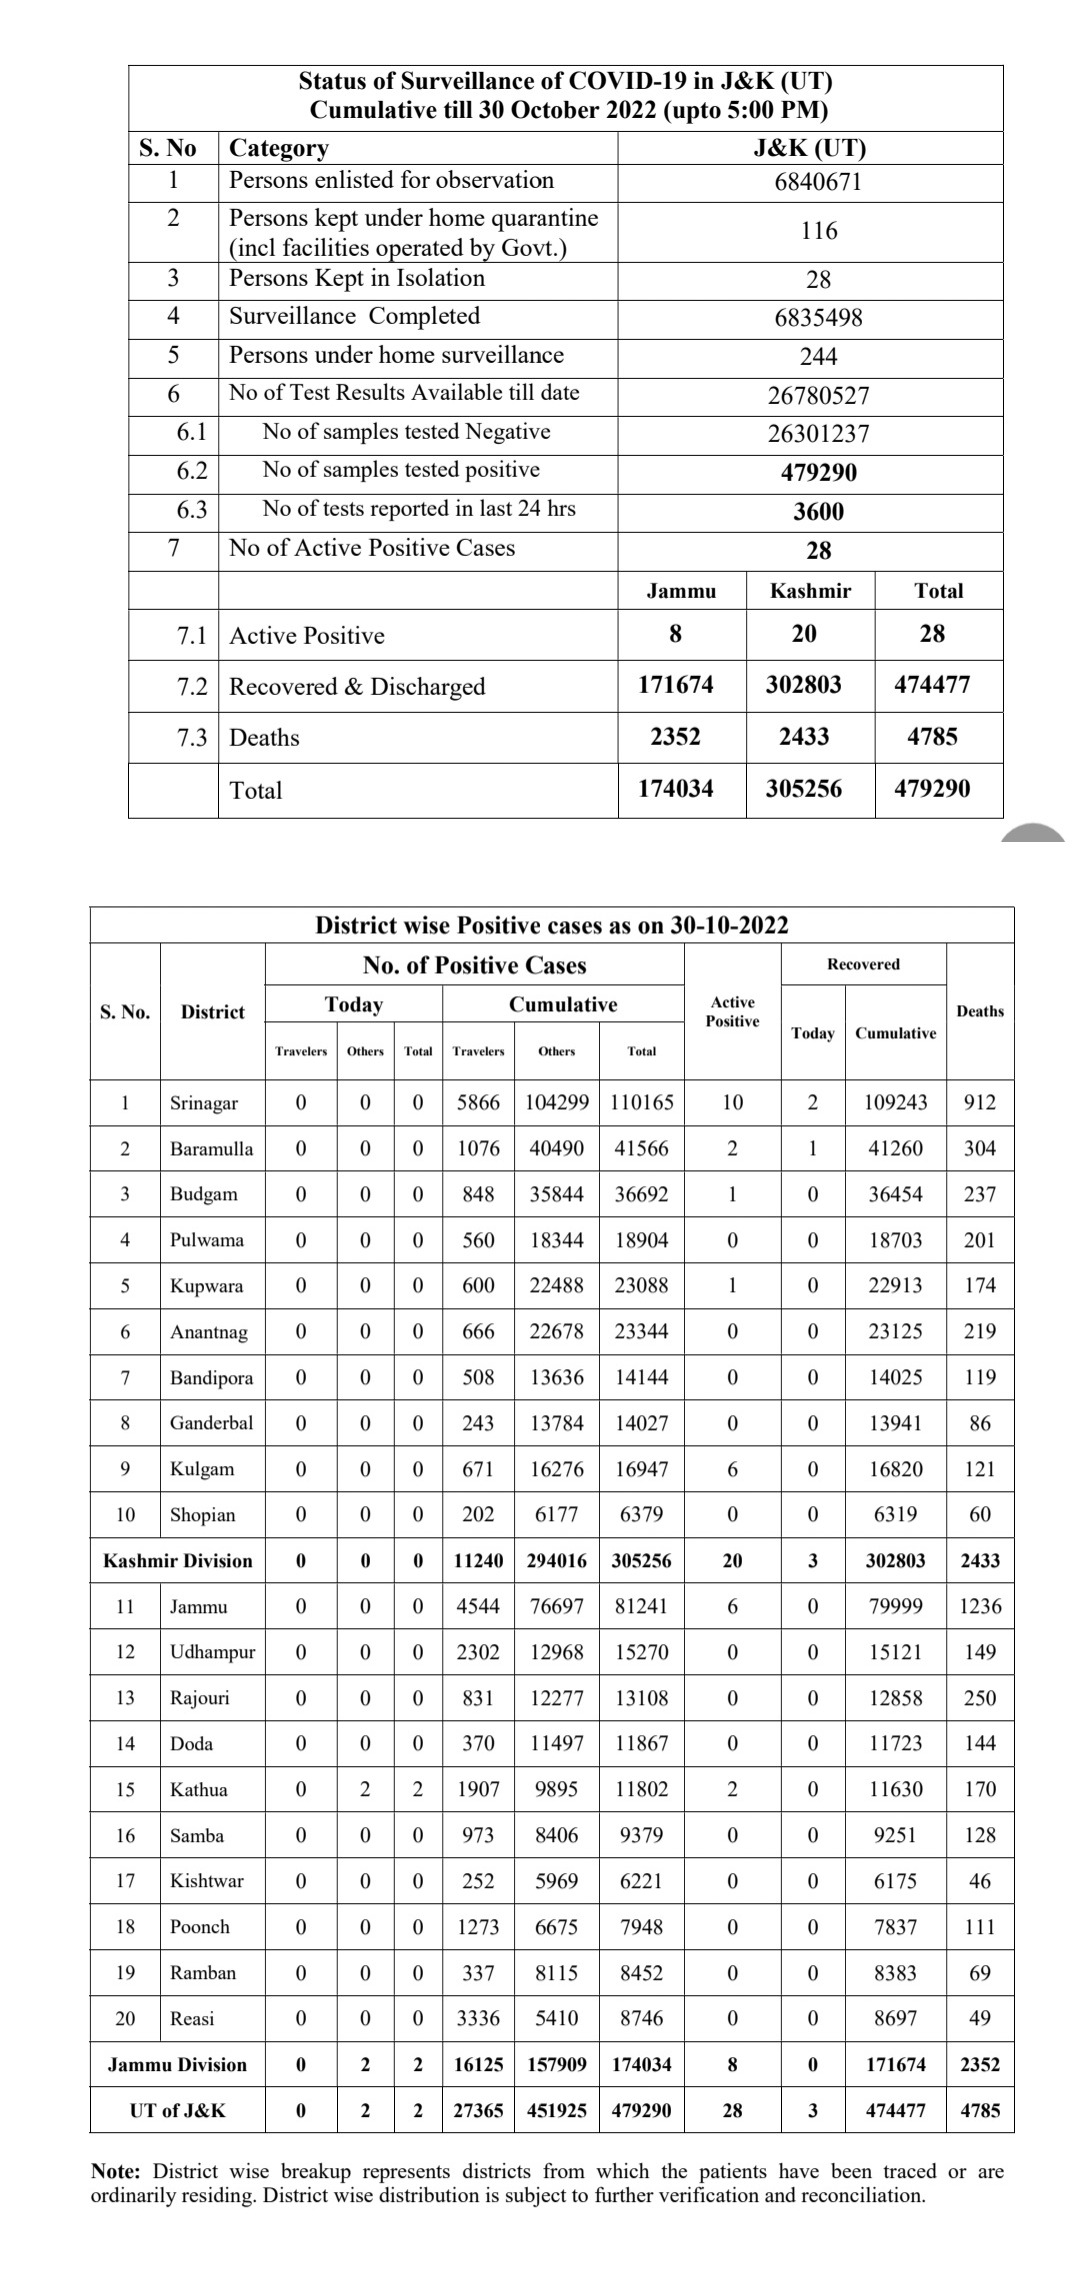 Status of Surveillance of COVID-19 in J&K (UT)
Cumulative till 30 October 2022 (upto 5:00 PM)
S. No Category J&K (UT)
1 Persons enlisted for observation 6840671
2 Persons kept under home quarantine
(incl facilities operated by Govt.) 116
3 Persons Kept in Isolation 28
4 Surveillance Completed 6835498
5 Persons under home surveillance 244
6 No of Test Results Available till date 26780527
6.1 No of samples tested Negative 26301237
6.2 No of samples tested positive 479290
6.3 No of tests reported in last 24 hrs 3600
7 No of Active Positive Cases 28
Jammu Kashmir Total
7.1 Active Positive 8 20 28
7.2 Recovered & Discharged 171674 302803 474477
7.3 Deaths 2352 2433 4785
Total 174034 305256 479290
District wise Positive cases as on 30-10-2022
No. of Positive Cases Recovered
S. No. District Today Cumulative Active
Positive Deaths
Today Cumulative
Travelers Others Total Travelers Others Total
1 Srinagar 0 0 0 5866 104299 110165 10 2 109243 912
2 Baramulla 0 0 0 1076 40490 41566 2 1 41260 304
3 Budgam 0 0 0 848 35844 36692 1 0 36454 237
4 Pulwama 0 0 0 560 18344 18904 0 0 18703 201
5 Kupwara 0 0 0 600 22488 23088 1 0 22913 174
6 Anantnag 0 0 0 666 22678 23344 0 0 23125 219
7 Bandipora 0 0 0 508 13636 14144 0 0 14025 119
8 Ganderbal 0 0 0 243 13784 14027 0 0 13941 86
9 Kulgam 0 0 0 671 16276 16947 6 0 16820 121
10 Shopian 0 0 0 202 6177 6379 0 0 6319 60
Kashmir Division 0 0 0 11240 294016 305256 20 3 302803 2433
11 Jammu 0 0 0 4544 76697 81241 6 0 79999 1236
12 Udhampur 0 0 0 2302 12968 15270 0 0 15121 149
13 Rajouri 0 0 0 831 12277 13108 0 0 12858 250
14 Doda 0 0 0 370 11497 11867 0 0 11723 144
15 Kathua 0 2 2 1907 9895 11802 2 0 11630 170
16 Samba 0 0 0 973 8406 9379 0 0 9251 128
17 Kishtwar 0 0 0 252 5969 6221 0 0 6175 46
18 Poonch 0 0 0 1273 6675 7948 0 0 7837 111
19 Ramban 0 0 0 337 8115 8452 0 0 8383 69
20 Reasi 0 0 0 3336 5410 8746 0 0 8697 49
Jammu Division 0 2 2 16125 157909 174034 8 0 171674 2352
UT of J&K 0 2 2 27365 451925 479290 28 3 474477 4785
Note: District wise breakup represents districts from which the patients have been traced or are
ordinarily residing. District wise distribution is subject to further verification and reconciliation.